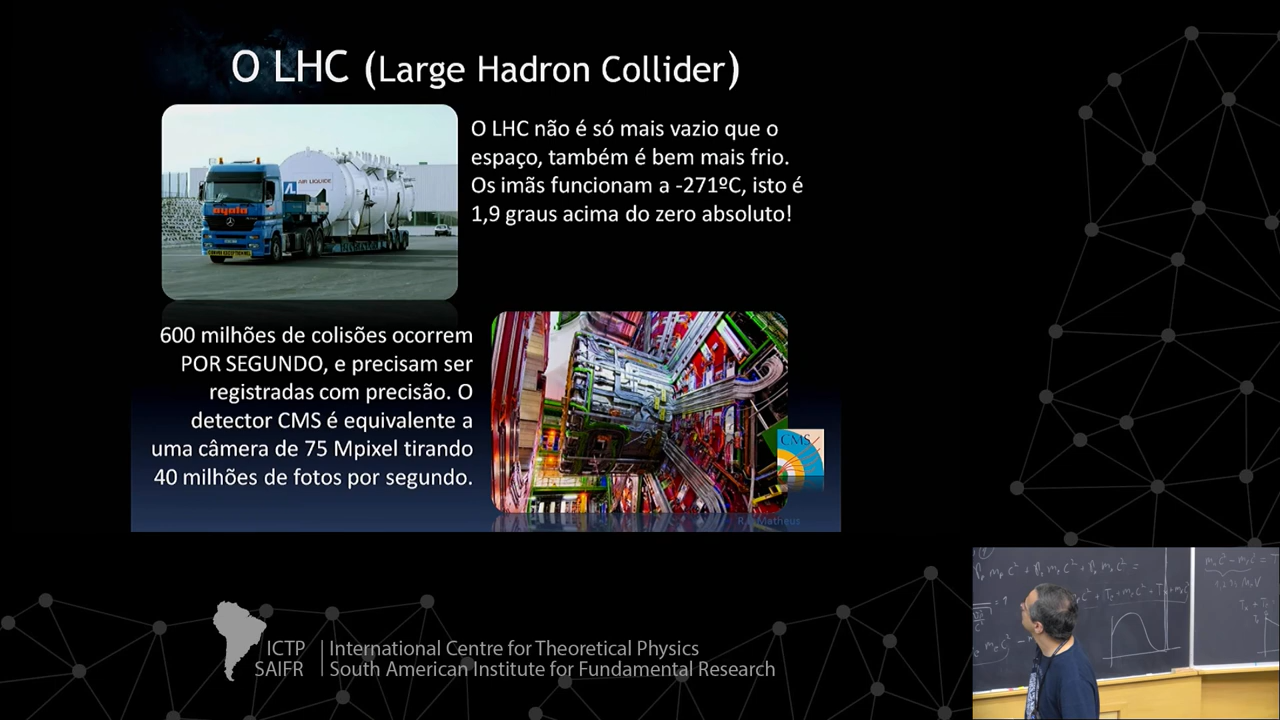 O LHC (Large Hadron Collider)
O LHC não é só mais vazio que o
espaço, também é bem mais frio.
Os imãs funcionam a -271ºC, isto é
1,9 graus acima do zero absoluto!
AIR LIQUIDE
600 milhões de colisões ocorrem
POR SEGUNDO, e precisam ser
registradas com precisão. O
detector CMS é equivalente a
uma câmera de 75 Mpixel tirando
40 milhões de fotos por segundo.
CMS
Matheus
ICTP
SAIFR
International Centre for Theoretical Physics
South American Institute for Fundamental Research